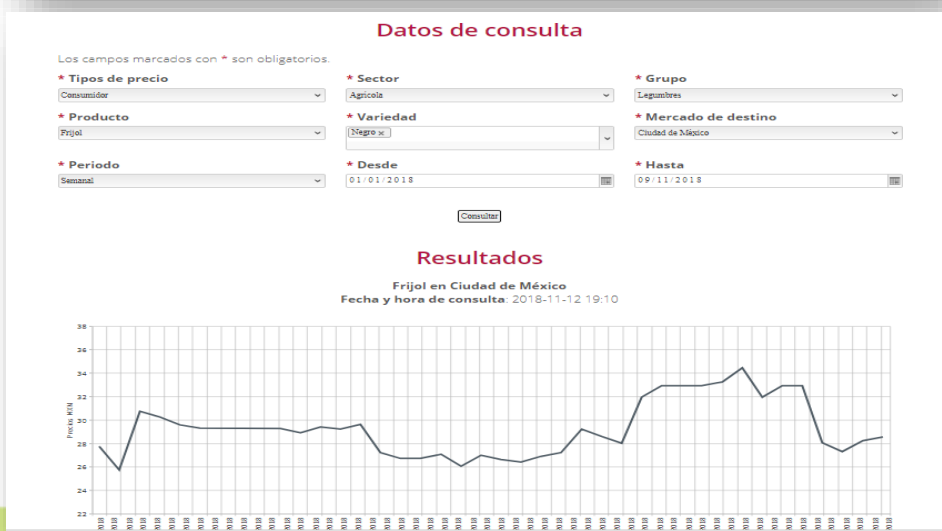 Datos de consulta
Los campos marcados con * son obligatorios.
* Tipos de precio
Consumidor
* Sector
Agrícola
* Grupo
Legumbres
* Producto
Frijol
* Variedad
Negro ×
* Mercado de destino
Ciudad de México
* Periodo
Semanal
* Desde
01/01/2018
* Hasta
09/11/2018
Consultar
Resultados
Frijol en Ciudad de México
Fecha y hora de consulta: 2018-11-12 19:10
38
36
34
32
30
28
26
24
22